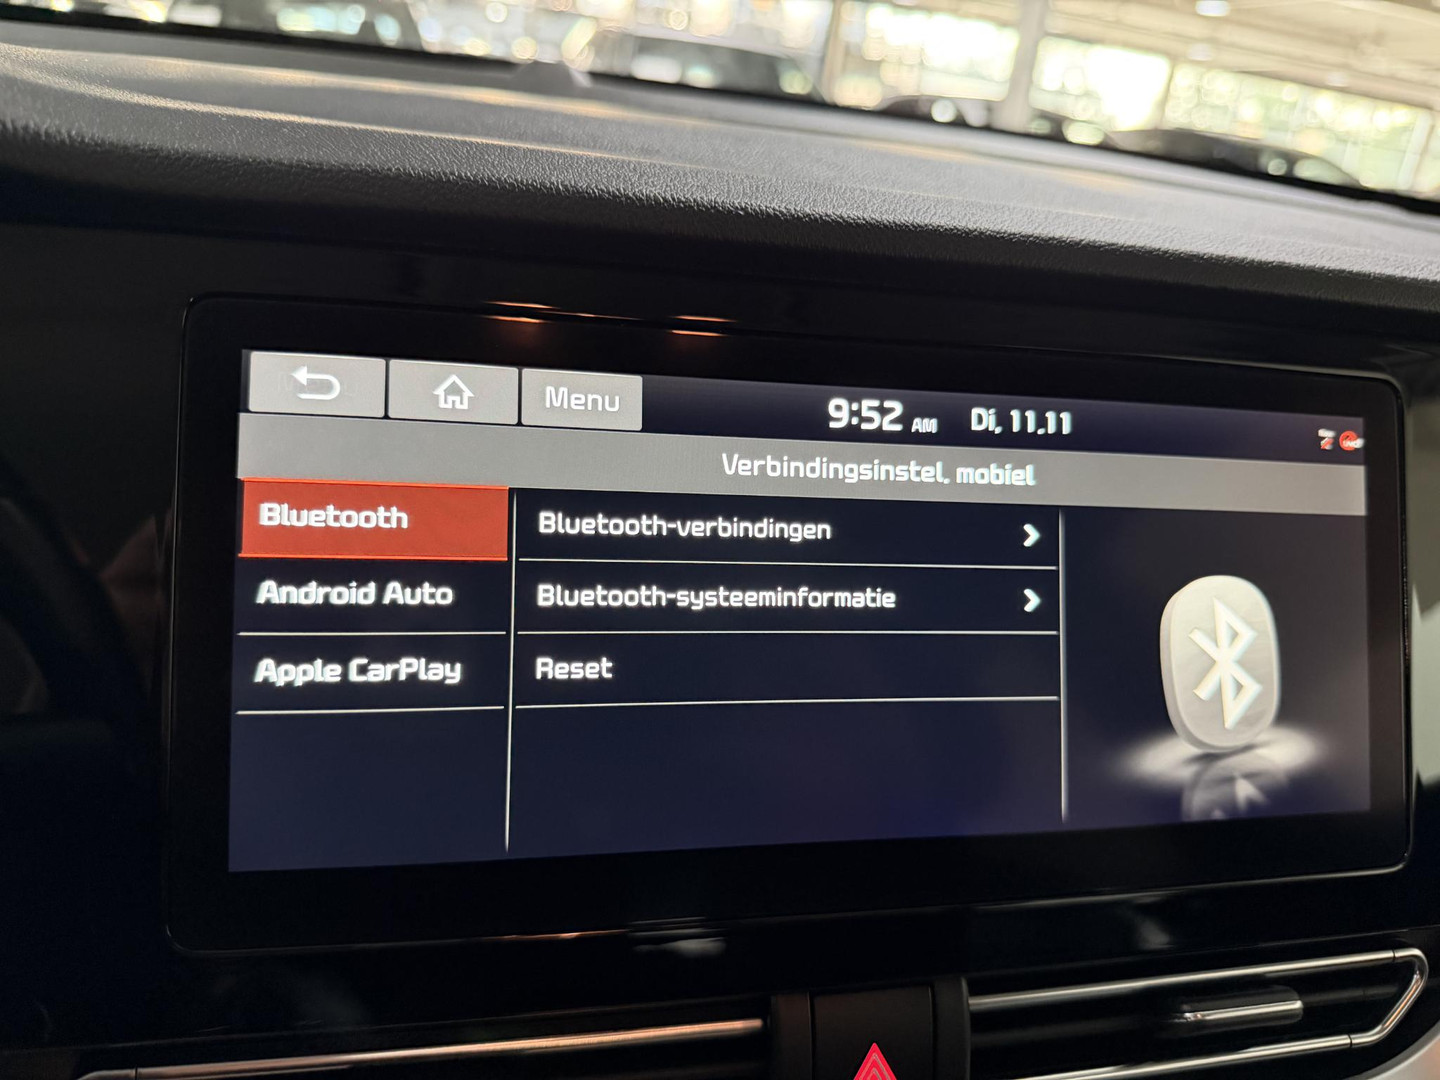 Menu
9:52 AM Di, 11.11
Verbindingsinstel. mobiel
Bluetooth
Android Auto
Apple CarPlay
Bluetooth-verbindingen
Bluetooth-systeeminformatie
Reset